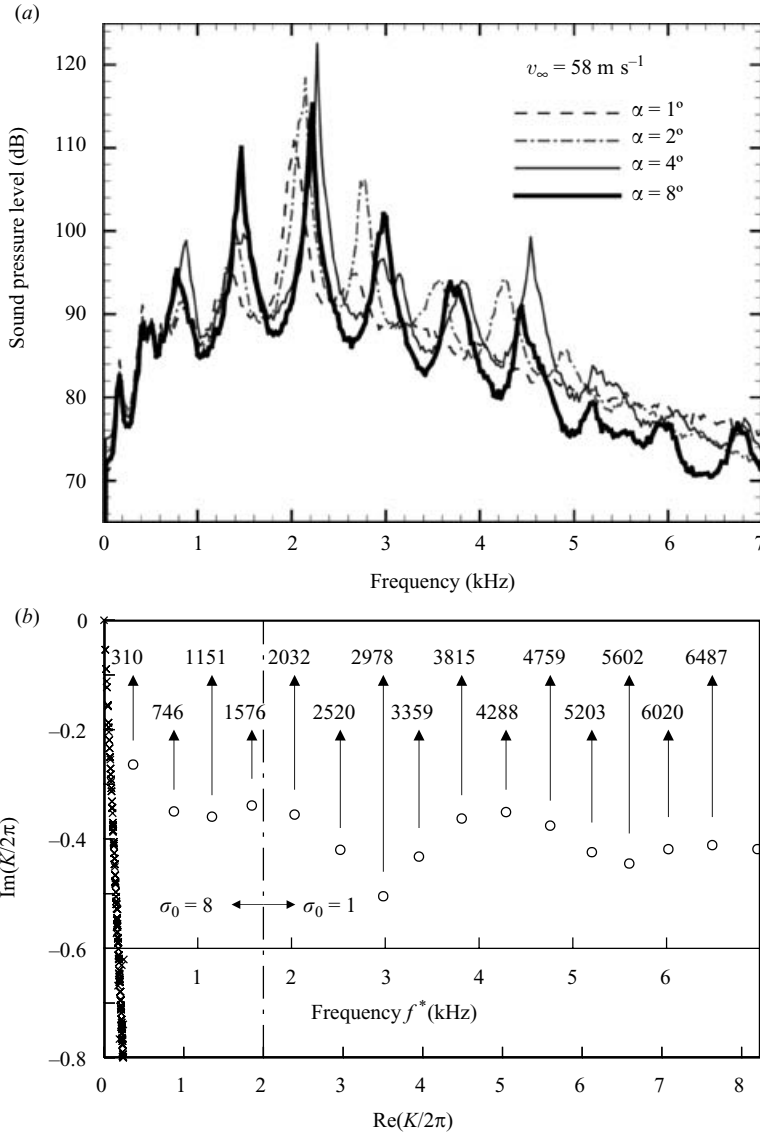 (a)
120
110
100
90
80
70
Sound pressure level (dB)
v∞ = 58 m s–1
α = 1º
α = 2º
α = 4º
α = 8º
0 1 2 3 4 5 6 7
Frequency (kHz)
(b)
0
–0.2
–0.4
–0.6
–0.8
Im(K/2π)
310 1151 2032 2978 3815 4759 5602 6487
746 1576 2520 3359 4288 5203 6020
σ0 = 8 σ0 = 1
1 2 3 4 5 6
Frequency f*(kHz)
0 1 2 3 4 5 6 7 8
Re(K/2π)